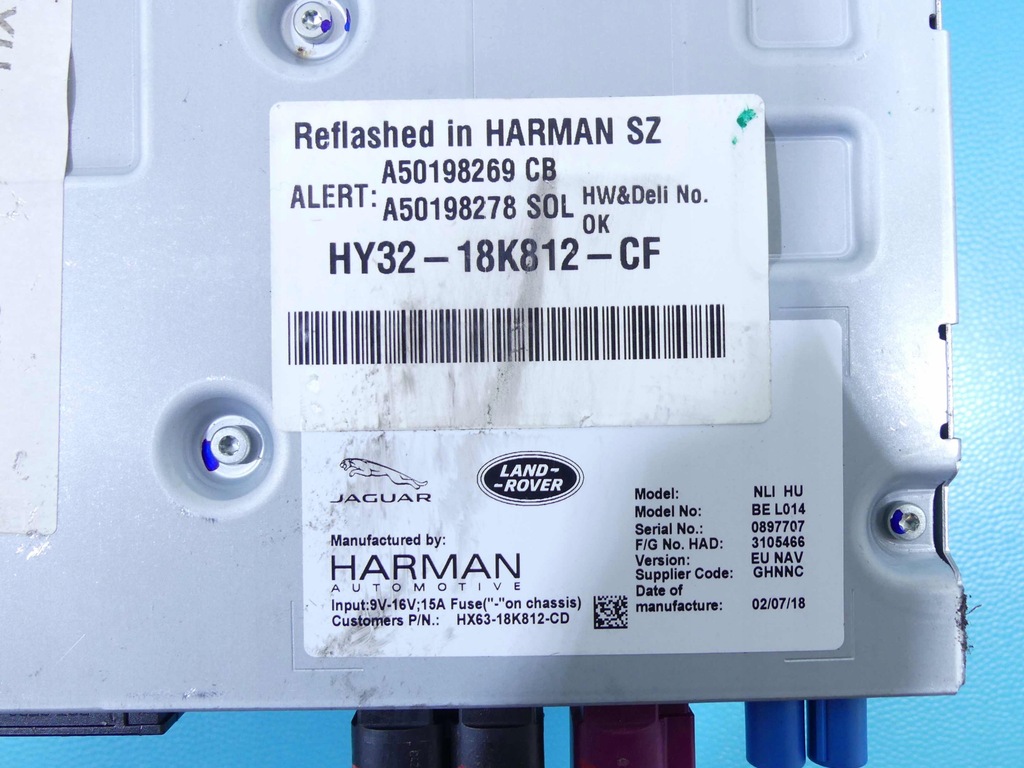 Reflashed in HARMAN SZ
ALERT: A50198269 CB
A50198278 SOL HW&Deli No. OK
HY32-18K812-CF
JAGUAR
LAND-
-ROVER
Manufactured by:
HARMAN
AUTOMOTIVE
Input:9V-16V;15A Fuse("-"on chassis)
Customers P/N.: HX63-18K812-CD
Model: NLI HU
Model No: BE L014
Serial No.: 0897707
F/G No. HAD: 3105466
Version: EU NAV
Supplier Code: GHNNC
Date of
manufacture: 02/07/18